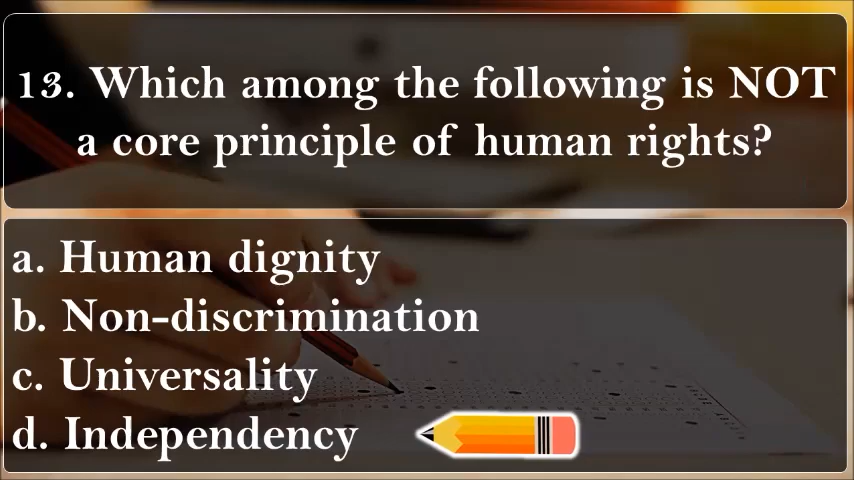 13. Which among the following is NOT
a core principle of human rights?
a. Human dignity
b. Non-discrimination
c. Universality
d. Independency